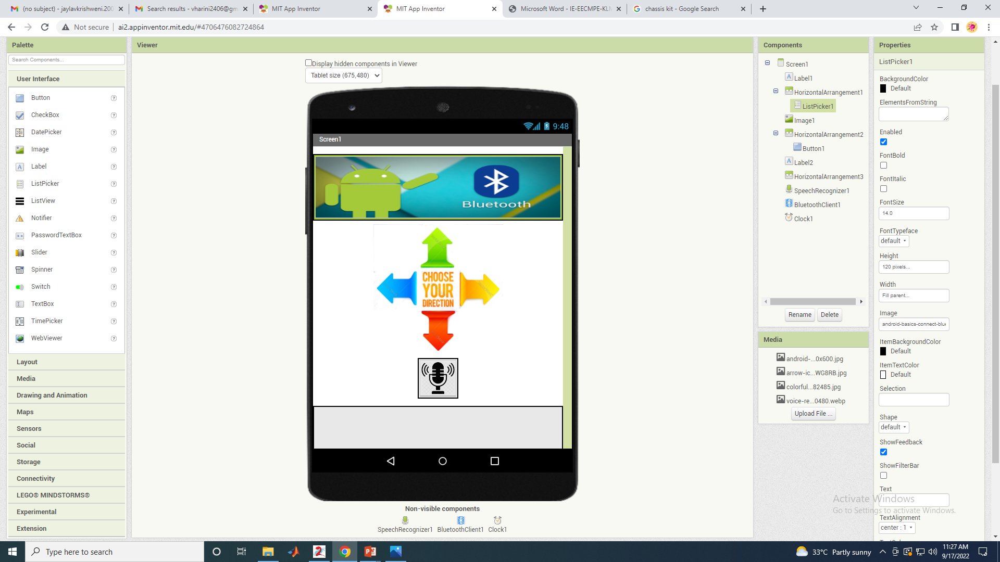 (no subject) - jaylavkrishweni.200
Search results - vharini2406@gm
MIT App Inventor
MIT App Inventor
Microsoft Word - IE-EECMPE-KLN
chassis kit - Google Search
Not secure
ai2.appinventor.mit.edu/#4706476082724864
Palette
Search Components...
User Interface
Button
CheckBox
DatePicker
Image
Label
ListPicker
ListView
Notifier
PasswordTextBox
Slider
Spinner
Switch
TextBox
TimePicker
WebViewer
Layout
Media
Drawing and Animation
Maps
Sensors
Social
Storage
Connectivity
LEGO® MINDSTORMS®
Experimental
Extension
Viewer
Display hidden components in Viewer
Tablet size (675,480)
9:48
Screen1
Bluetooth
CHOOSE
YOUR
DIRECTION
Non-visible components
SpeechRecognizer1 BluetoothClient1 Clock1
Components
Screen1
Label1
HorizontalArrangement1
ListPicker1
Image1
HorizontalArrangement2
Button1
Label2
HorizontalArrangement3
SpeechRecognizer1
BluetoothClient1
Clock1
Rename Delete
Media
android-...0x600.jpg
arrow-ic...WG8RB.jpg
colorful...82485.jpg
voice-re...0480.webp
Upload File ...
Properties
ListPicker1
BackgroundColor
Default
ElementsFromString
Enabled
FontBold
FontItalic
FontSize
14.0
FontTypeface
default
Height
120 pixels...
Width
Fill parent...
Image
android-basics-connect-blue
ItemBackgroundColor
Default
ItemTextColor
Default
Selection
Shape
default
ShowFeedback
ShowFilterBar
Text
TextAlignment
center : 1
Activate Windows
Go to Settings to activate Windows.
Type here to search
33°C Partly sunny
11:27 AM
9/17/2022